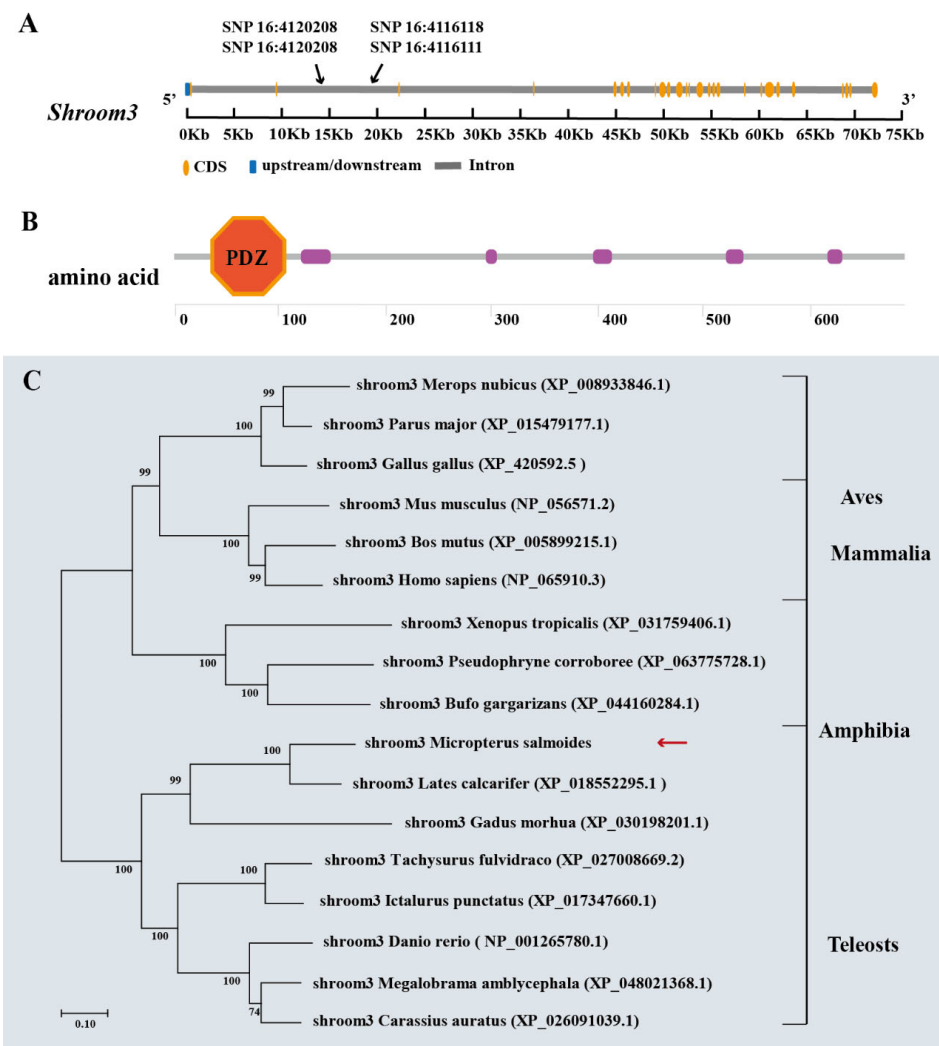 A
SNP 16:4120208 SNP 16:4116118
SNP 16:4120208 SNP 16:4116111
5’ 3’
Shroom3
0Kb 5Kb 10Kb 15Kb 20Kb 25Kb 30Kb 35Kb 40Kb 45Kb 50Kb 55Kb 60Kb 65Kb 70Kb 75Kb
CDS upstream/downstream Intron
B
PDZ
amino acid
0 100 200 300 400 500 600
C
shroom3 Merops nubicus (XP_008933846.1)
99
shroom3 Parus major (XP_015479177.1)
100
shroom3 Gallus gallus (XP_420592.5 )
99
Aves
shroom3 Mus musculus (NP_056571.2)
100
shroom3 Bos mutus (XP_005899215.1)
Mammalia
99
shroom3 Homo sapiens (NP_065910.3)
shroom3 Xenopus tropicalis (XP_031759406.1)
100
shroom3 Pseudophryne corroboree (XP_063775728.1)
100
shroom3 Bufo gargarizans (XP_044160284.1)
Amphibia
shroom3 Micropterus salmoides
100
99
shroom3 Lates calcarifer (XP_018552295.1 )
shroom3 Gadus morhua (XP_030198201.1)
100
shroom3 Tachysurus fulvidraco (XP_027008669.2)
100
shroom3 Ictalurus punctatus (XP_017347660.1)
100
shroom3 Danio rerio ( NP_001265780.1)
Teleosts
100
shroom3 Megalobrama amblycephala (XP_048021368.1)
74
shroom3 Carassius auratus (XP_026091039.1)
0.10